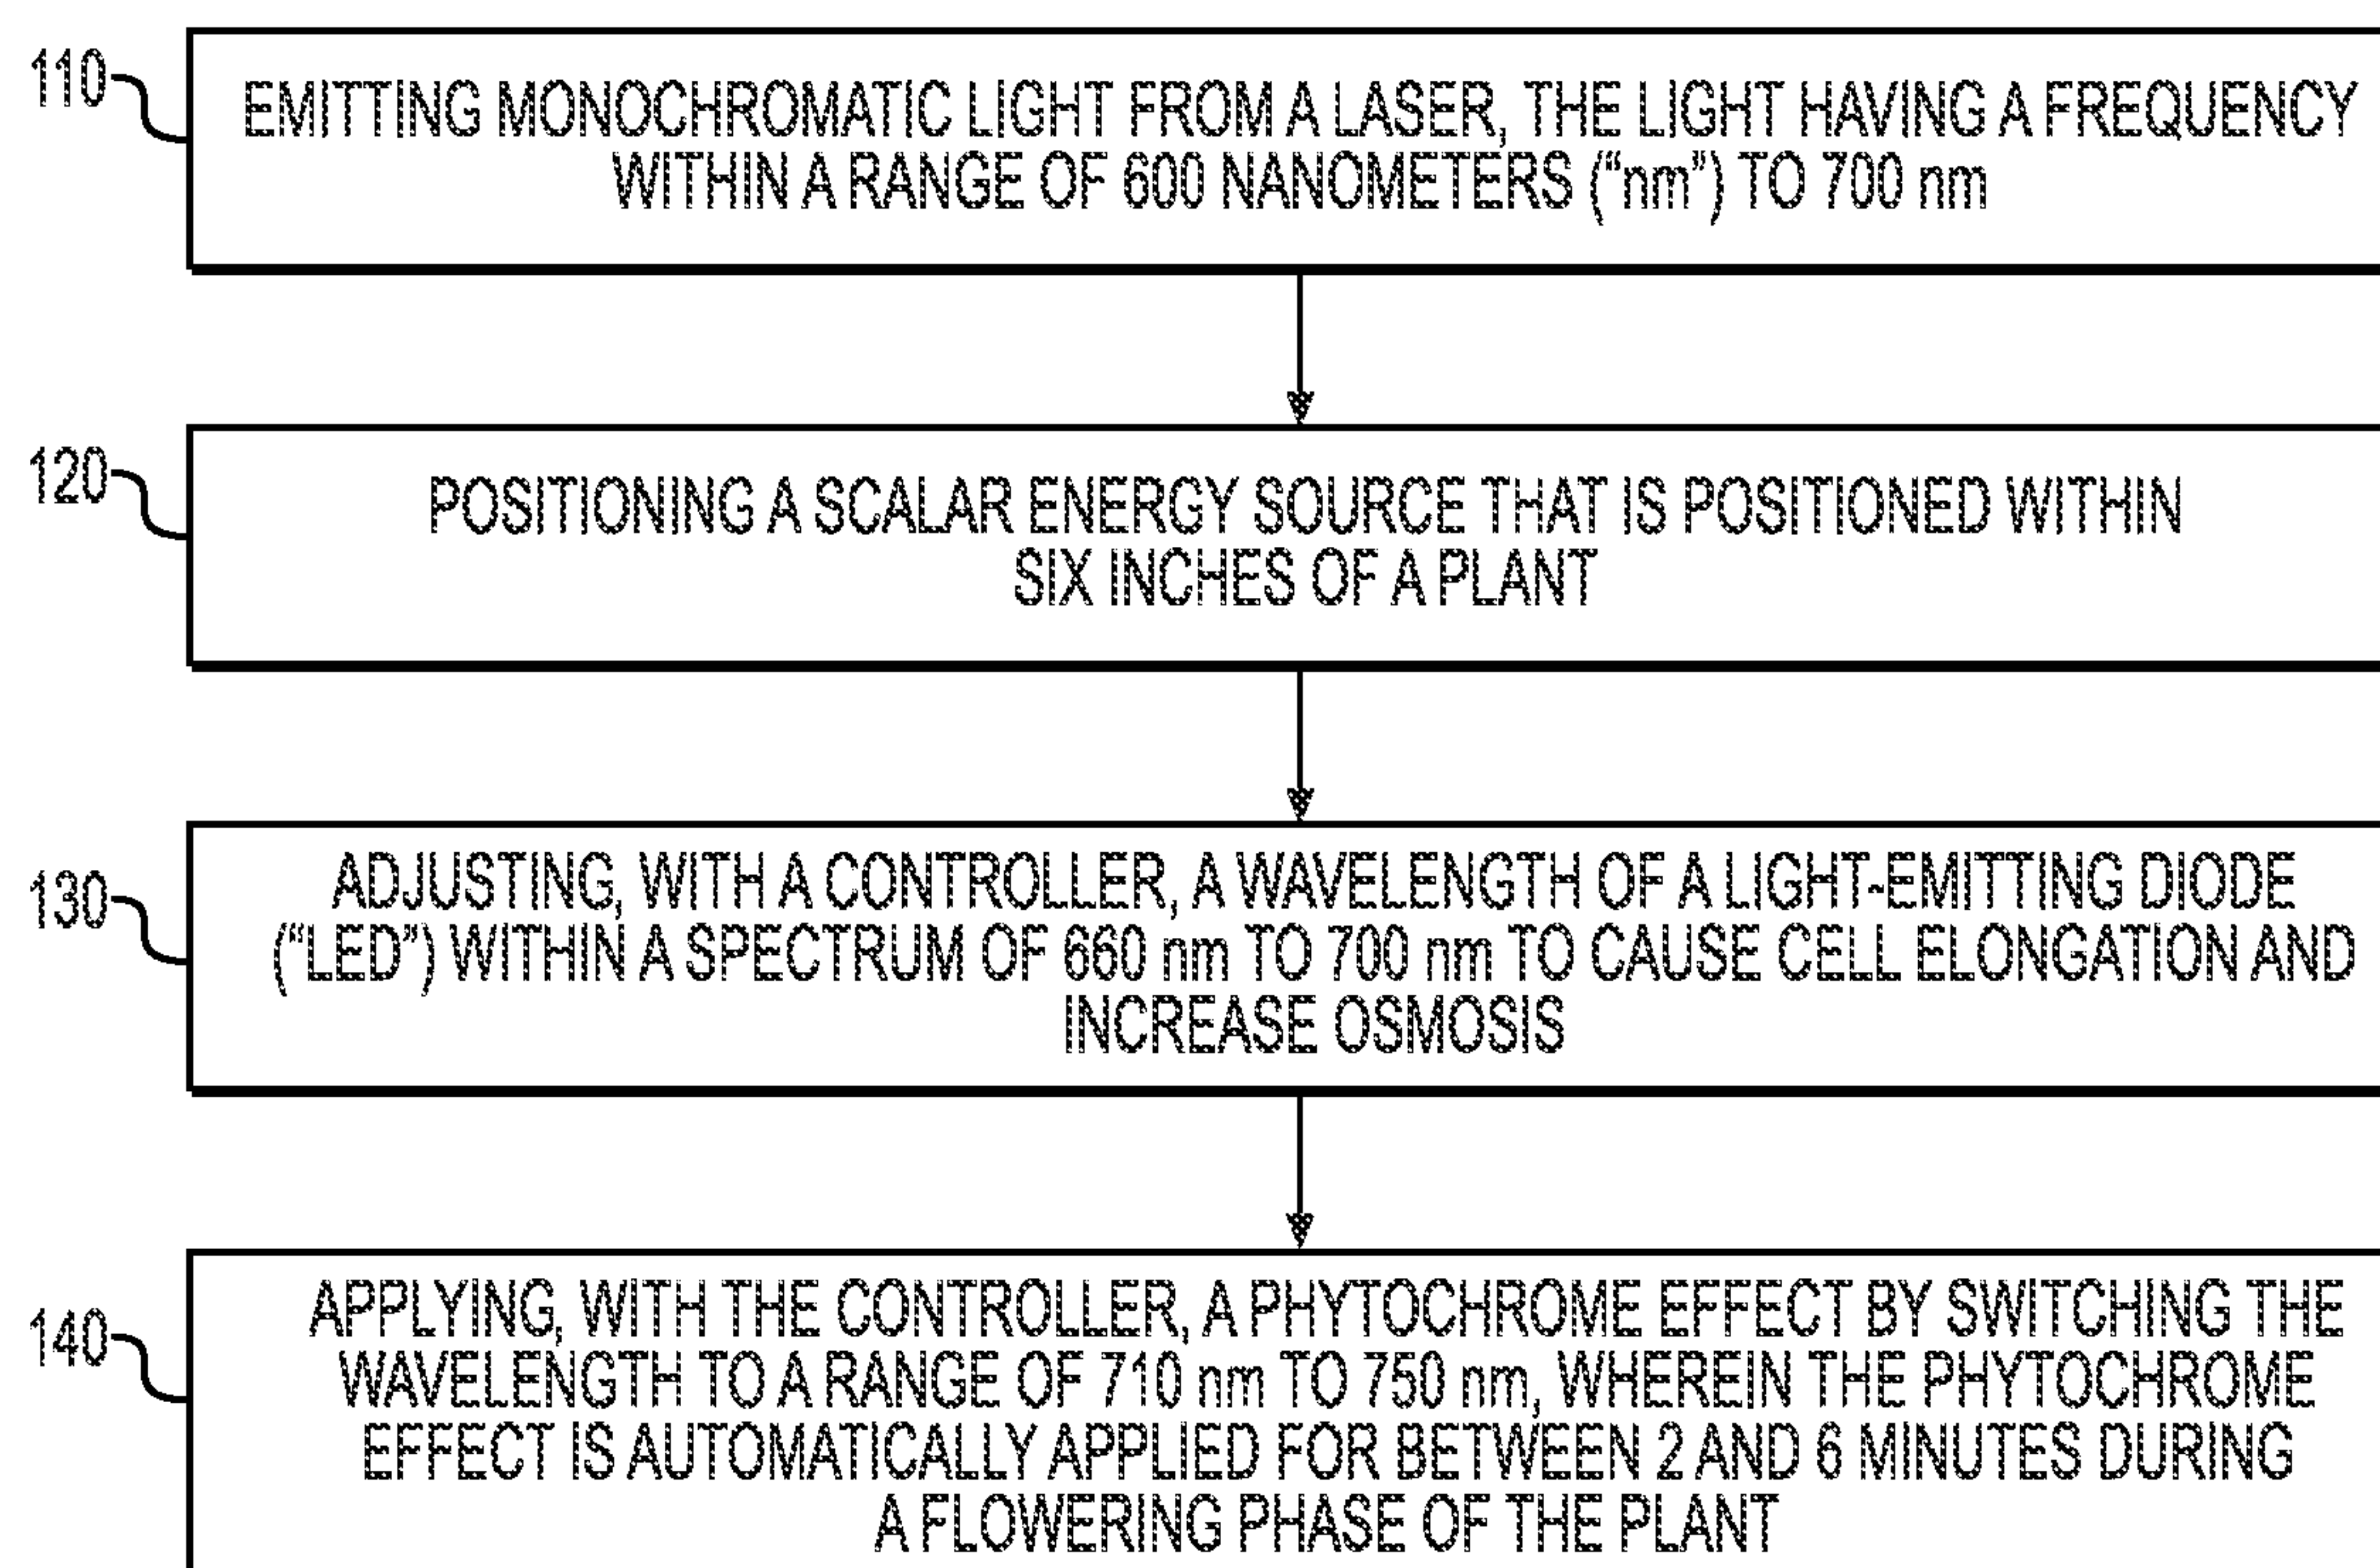 110
EMITTING MONOCHROMATIC LIGHT FROM A LASER, THE LIGHT HAVING A FREQUENCY
WITHIN A RANGE OF 600 NANOMETERS (“nm”) TO 700 nm
120
POSITIONING A SCALAR ENERGY SOURCE THAT IS POSITIONED WITHIN
SIX INCHES OF A PLANT
130
ADJUSTING, WITH A CONTROLLER, A WAVELENGTH OF A LIGHT-EMITTING DIODE
(“LED”) WITHIN A SPECTRUM OF 660 nm TO 700 nm TO CAUSE CELL ELONGATION AND
INCREASE OSMOSIS
140
APPLYING, WITH THE CONTROLLER, A PHYTOCHROME EFFECT BY SWITCHING THE
WAVELENGTH TO A RANGE OF 710 nm TO 750 nm, WHEREIN THE PHYTOCHROME
EFFECT IS AUTOMATICALLY APPLIED FOR BETWEEN 2 AND 6 MINUTES DURING
A FLOWERING PHASE OF THE PLANT